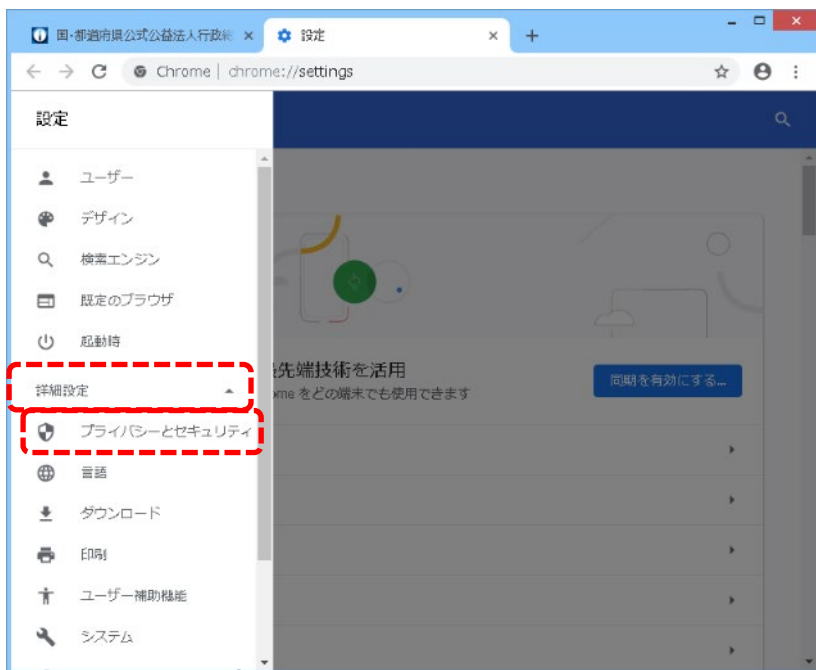 国・都道府県公式公益法人行政総
設定
Chrome | chrome://settings
設定
ユーザー
デザイン
検索エンジン
既定のブラウザ
起動時
詳細設定
プライバシーとセキュリティ
言語
ダウンロード
印刷
ユーザー補助機能
システム
先端技術を活用
ome をどの端末でも使用できます
同期を有効にする...